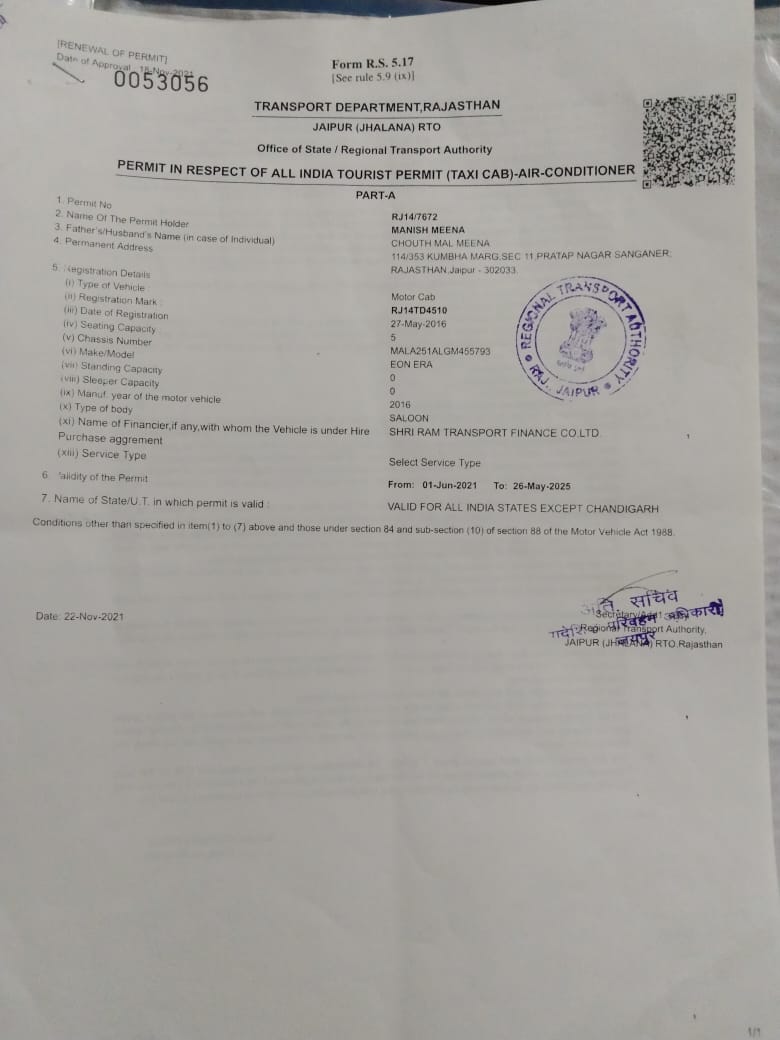 [RENEWAL OF PERMIT]
Date of Approval 18-Nov-2021
0053056
Form R.S. 5.17
[See rule 5.9 (ix)]
TRANSPORT DEPARTMENT,RAJASTHAN
JAIPUR (JHALANA) RTO
Office of State / Regional Transport Authority
PERMIT IN RESPECT OF ALL INDIA TOURIST PERMIT (TAXI CAB)-AIR-CONDITIONER
PART-A
1. Permit No RJ14/7672
2. Name Of The Permit Holder MANISH MEENA
3. Father's/Husband's Name (in case of Individual) CHOUTH MAL MEENA
4. Permanent Address 114/353 KUMBHA MARG,SEC 11,PRATAP NAGAR SANGANER,
RAJASTHAN,Jaipur - 302033.
5. Registration Details
(i) Type of Vehicle : Motor Cab
(ii) Registration Mark : RJ14TD4510
(iii) Date of Registration 27-May-2016
(iv) Seating Capacity 5
(v) Chassis Number MALA251ALGM455793
(vi) Make/Model EON ERA
(vii) Standing Capacity 0
(viii) Sleeper Capacity 0
(ix) Manuf. year of the motor vehicle 2016
(x) Type of body SALOON
(xi) Name of Financier,if any,with whom the Vehicle is under Hire SHRI RAM TRANSPORT FINANCE CO.LTD.
Purchase aggrement
(xiii) Service Type Select Service Type
6. Validity of the Permit From: 01-Jun-2021 To: 26-May-2025
7. Name of State/U.T. in which permit is valid : VALID FOR ALL INDIA STATES EXCEPT CHANDIGARH
Conditions other than specified in item(1) to (7) above and those under section 84 and sub-section (10) of section 88 of the Motor Vehicle Act 1988.
REGIONAL TRANSPORT AUTHORITY
RAJ. JAIPUR
Date: 22-Nov-2021
अति. सचिव
Secretary
परिवहन अधिकारी
Regional Transport Authority,
जयपुर
JAIPUR (JHALANA) RTO,Rajasthan
1/1